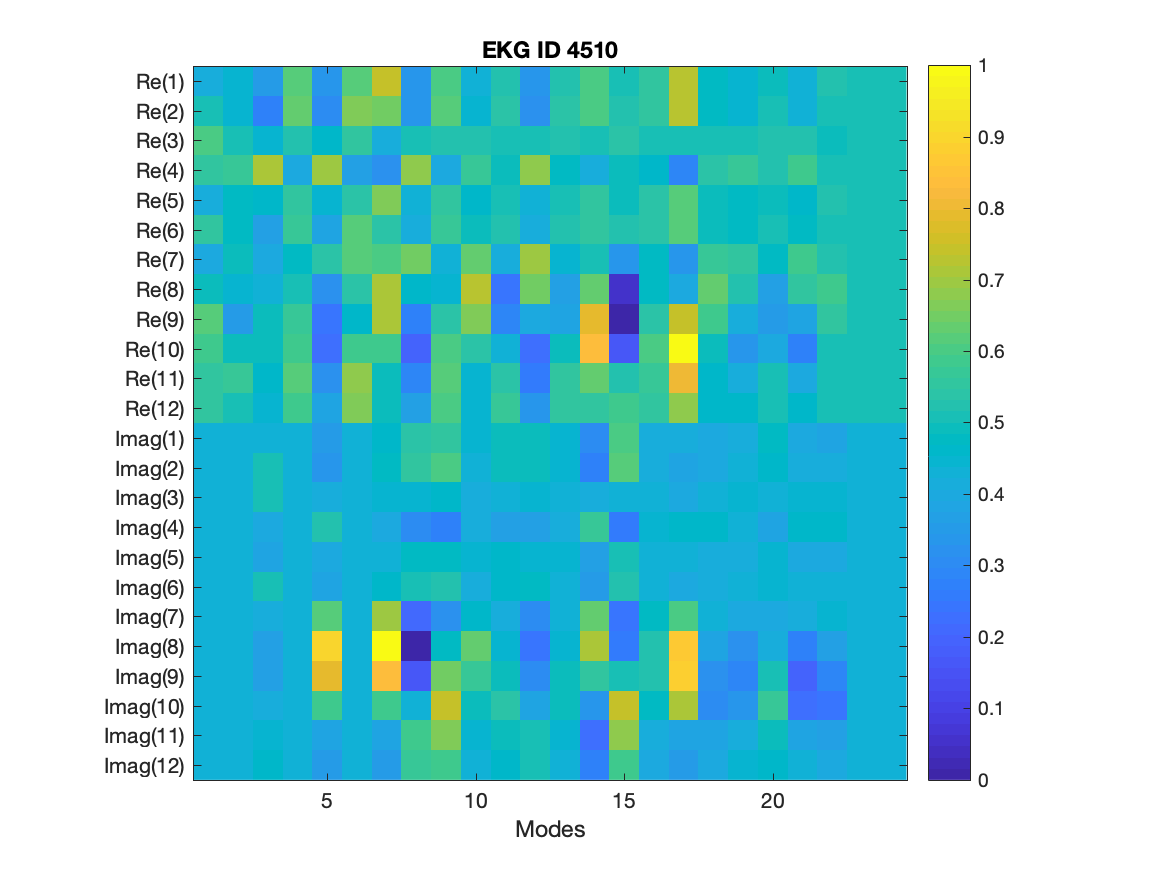 EKG ID 4510
Re(1)
Re(2)
Re(3)
Re(4)
Re(5)
Re(6)
Re(7)
Re(8)
Re(9)
Re(10)
Re(11)
Re(12)
Imag(1)
Imag(2)
Imag(3)
Imag(4)
Imag(5)
Imag(6)
Imag(7)
Imag(8)
Imag(9)
Imag(10)
Imag(11)
Imag(12)
5 10 15 20
Modes
1
0.9
0.8
0.7
0.6
0.5
0.4
0.3
0.2
0.1
0